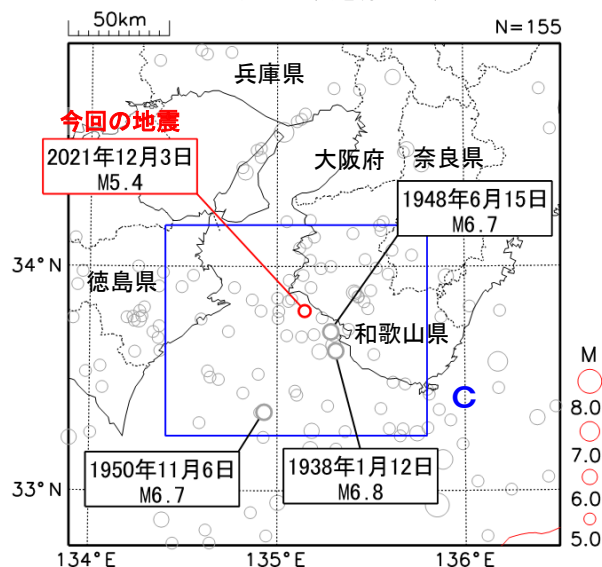 50km
N=155
兵庫県
今回の地震
2021年12月3日
M5.4
大阪府
奈良県
1948年6月15日
M6.7
34°N
徳島県
和歌山県
M
C
8.0
7.0
6.0
5.0
1950年11月6日
M6.7
1938年1月12日
M6.8
33°N
134°E
135°E
136°E